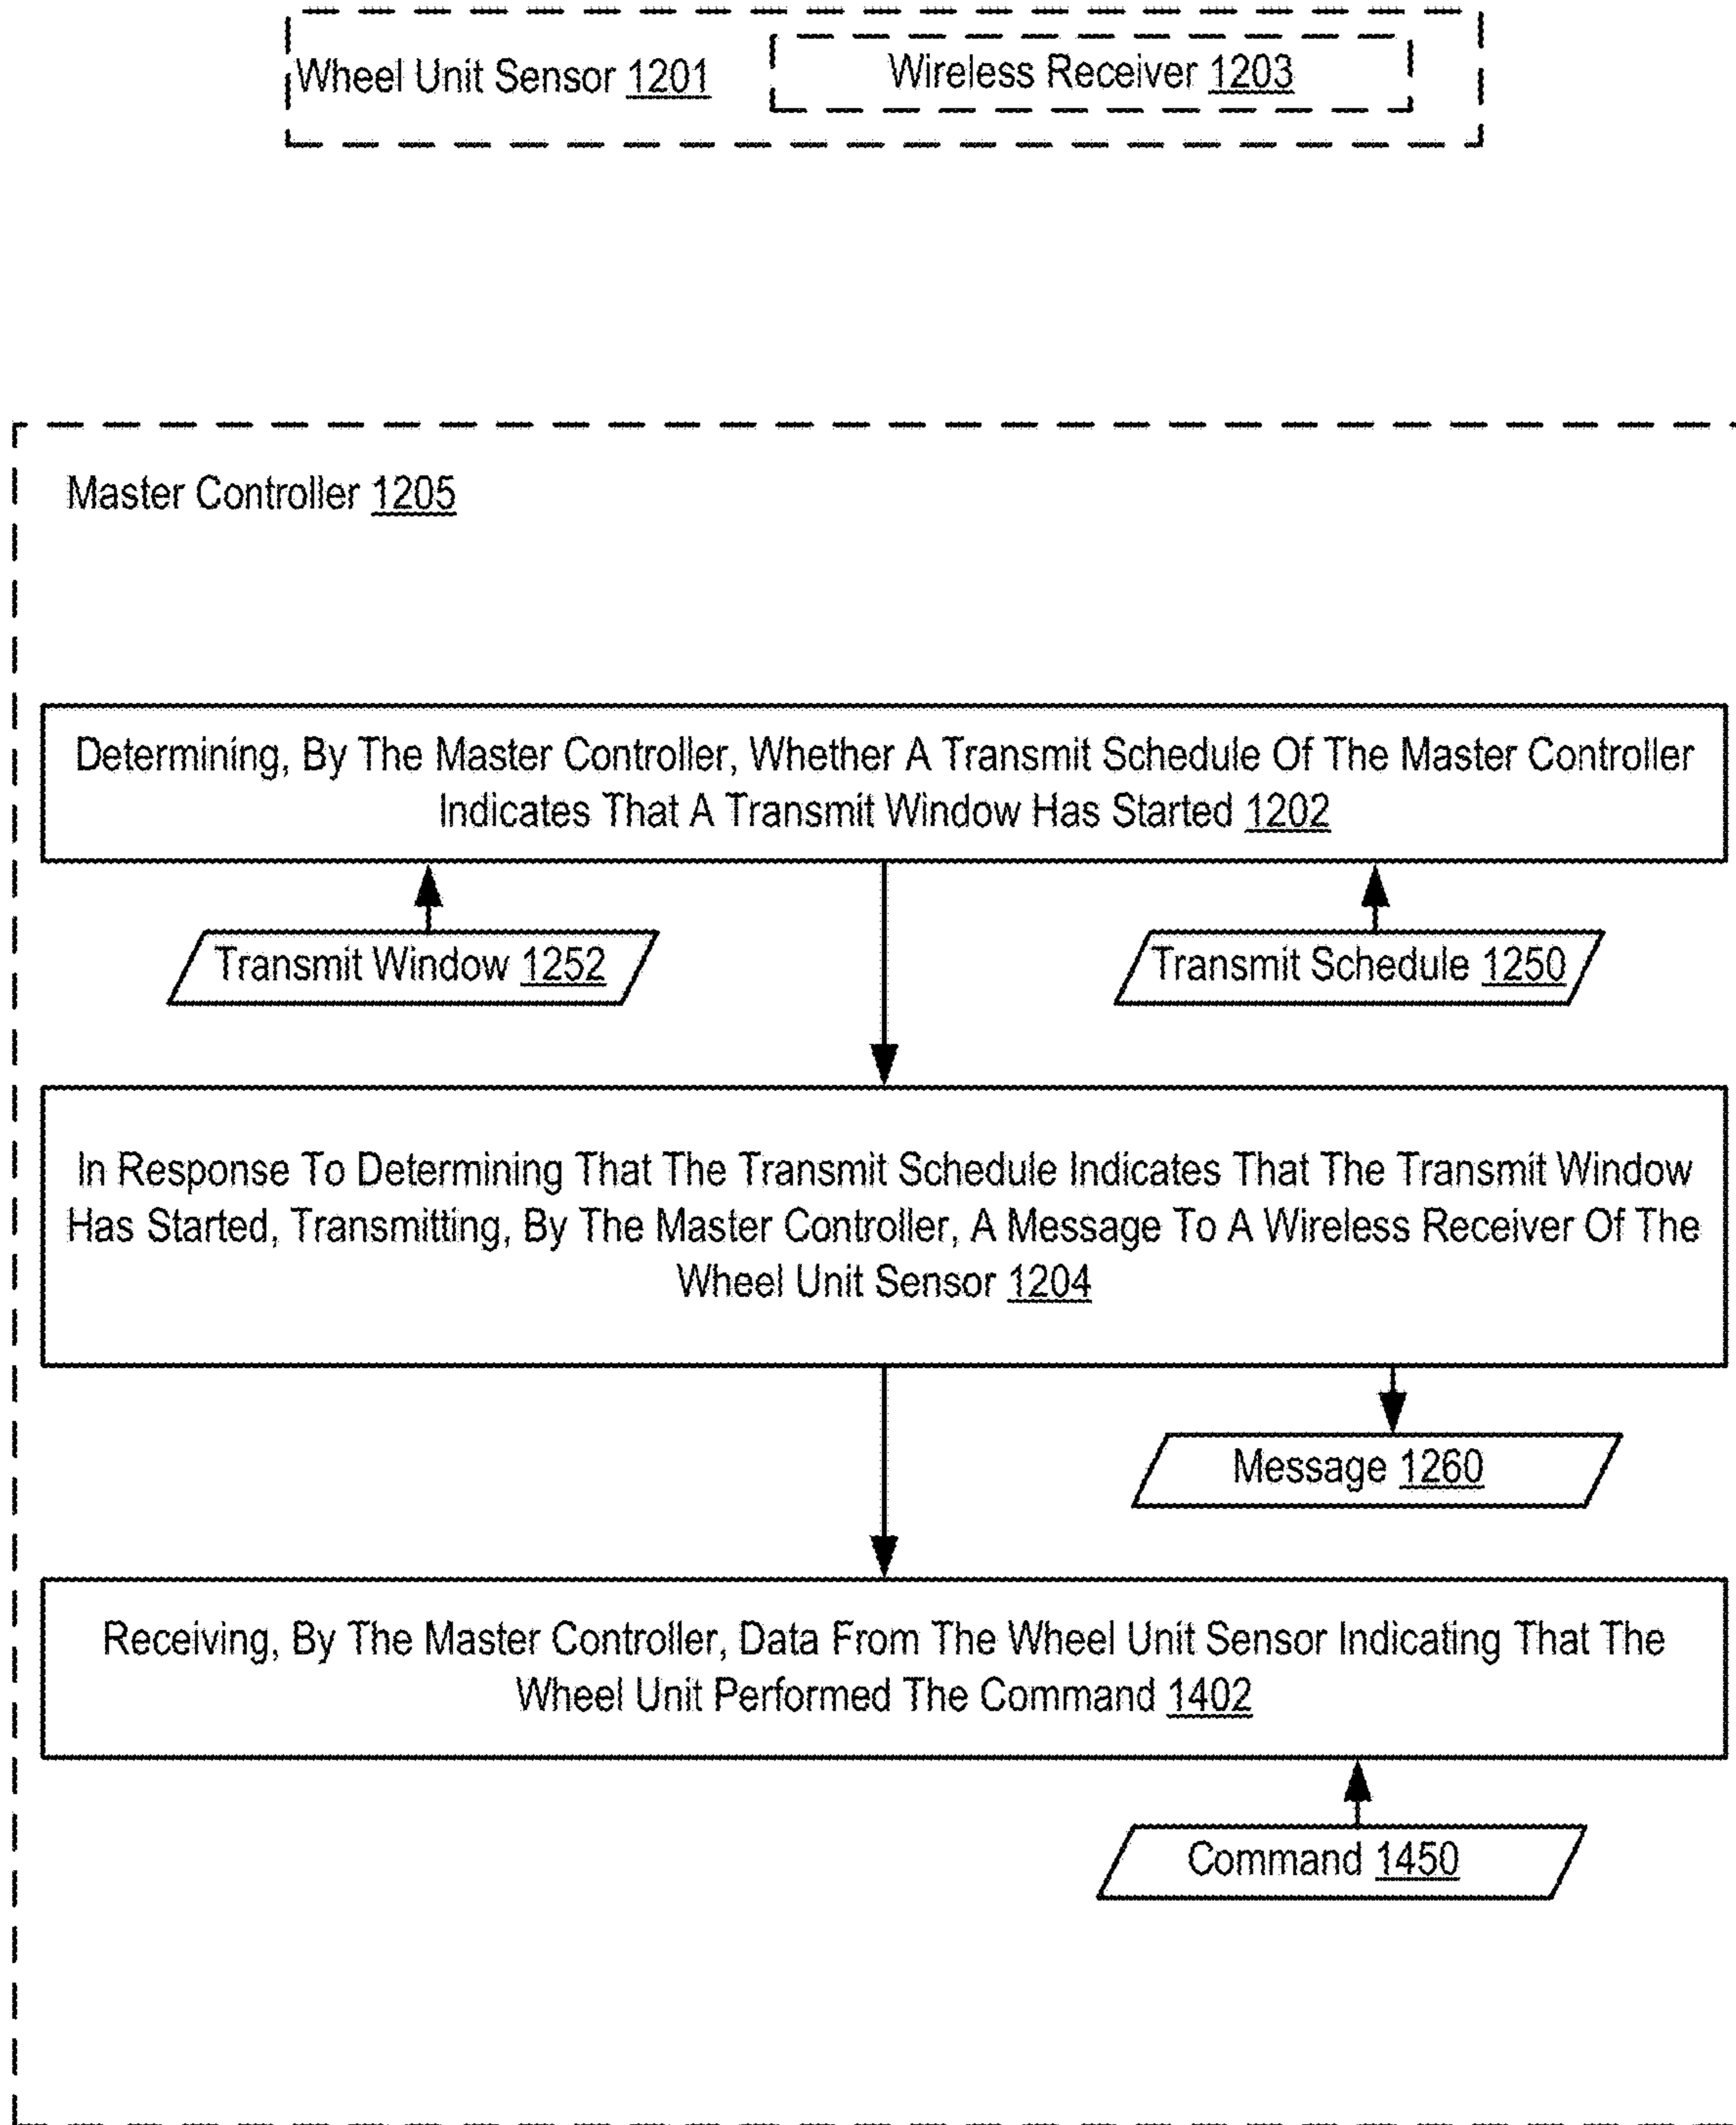 Wheel Unit Sensor 1201
Wireless Receiver 1203
Master Controller 1205
Determining, By The Master Controller, Whether A Transmit Schedule Of The Master Controller
Indicates That A Transmit Window Has Started 1202
Transmit Window 1252
Transmit Schedule 1250
In Response To Determining That The Transmit Schedule Indicates That The Transmit Window
Has Started, Transmitting, By The Master Controller, A Message To A Wireless Receiver Of The
Wheel Unit Sensor 1204
Message 1260
Receiving, By The Master Controller, Data From The Wheel Unit Sensor Indicating That The
Wheel Unit Performed The Command 1402
Command 1450